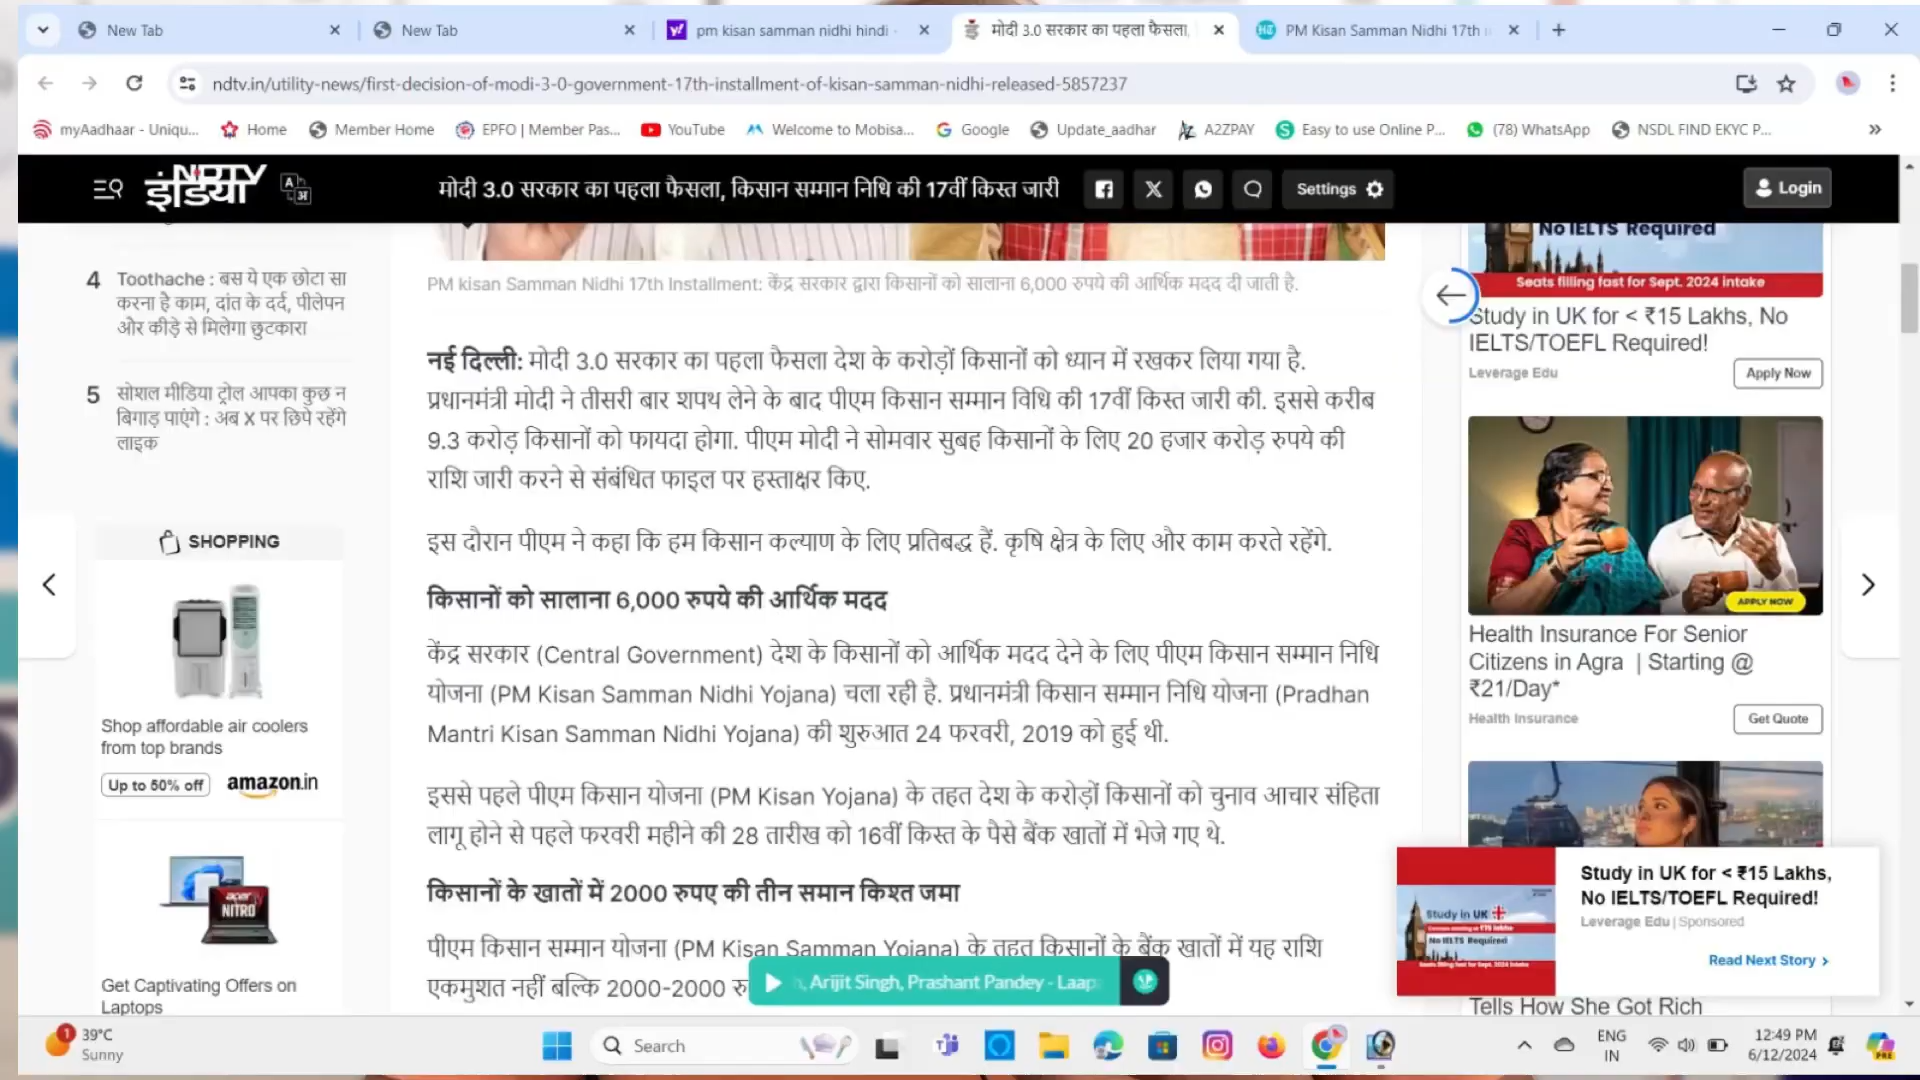 New Tab
New Tab
pm kisan samman nidhi hindi
मोदी 3.0 सरकार का पहला फैसला,
PM Kisan Samman Nidhi 17th
ndtv.in/utility-news/first-decision-of-modi-3-0-government-17th-installment-of-kisan-samman-nidhi-released-5857237
myAadhaar - Uniqu...
Home
Member Home
EPFO | Member Pas...
YouTube
Welcome to Mobisa...
Google
Update_aadhar
A2ZPAY
Easy to use Online P...
(78) WhatsApp
NSDL FIND EKYC P...
NDTV
इंडिया
मोदी 3.0 सरकार का पहला फैसला, किसान सम्मान निधि की 17वीं किस्त जारी
Settings
Login
4 Toothache : बस ये एक छोटा सा
करना है काम, दांत के दर्द, पीलेपन
और कीड़े से मिलेगा छुटकारा
5 सोशल मीडिया ट्रोल आपका कुछ न
बिगाड़ पाएंगे : अब X पर छिपे रहेंगे
लाइक
SHOPPING
Shop affordable air coolers
from top brands
Up to 50% off
amazon.in
acer
NITRO
Get Captivating Offers on
Laptops
PM kisan Samman Nidhi 17th Installment: केंद्र सरकार द्वारा किसानों को सालाना 6,000 रुपये की आर्थिक मदद दी जाती है.
नई दिल्ली: मोदी 3.0 सरकार का पहला फैसला देश के करोड़ों किसानों को ध्यान में रखकर लिया गया है.
प्रधानमंत्री मोदी ने तीसरी बार शपथ लेने के बाद पीएम किसान सम्मान विधि की 17वीं किस्त जारी की. इससे करीब
9.3 करोड़ किसानों को फायदा होगा. पीएम मोदी ने सोमवार सुबह किसानों के लिए 20 हजार करोड़ रुपये की
राशि जारी करने से संबंधित फाइल पर हस्ताक्षर किए.
इस दौरान पीएम ने कहा कि हम किसान कल्याण के लिए प्रतिबद्ध हैं. कृषि क्षेत्र के लिए और काम करते रहेंगे.
किसानों को सालाना 6,000 रुपये की आर्थिक मदद
केंद्र सरकार (Central Government) देश के किसानों को आर्थिक मदद देने के लिए पीएम किसान सम्मान निधि
योजना (PM Kisan Samman Nidhi Yojana) चला रही है. प्रधानमंत्री किसान सम्मान निधि योजना (Pradhan
Mantri Kisan Samman Nidhi Yojana) की शुरुआत 24 फरवरी, 2019 को हुई थी.
इससे पहले पीएम किसान योजना (PM Kisan Yojana) के तहत देश के करोड़ों किसानों को चुनाव आचार संहिता
लागू होने से पहले फरवरी महीने की 28 तारीख को 16वीं किस्त के पैसे बैंक खातों में भेजे गए थे.
किसानों के खातों में 2000 रुपए की तीन समान किश्त जमा
पीएम किसान सम्मान योजना (PM Kisan Samman Yojana) के तहत किसानों के बैंक खातों में यह राशि
एकमुशत नहीं बल्कि 2000-2000 रु
Arijit Singh, Prashant Pandey - Laap
No IELTS Required
Seats filling fast for Sept. 2024 intake
Study in UK for < ₹15 Lakhs, No
IELTS/TOEFL Required!
Leverage Edu
Apply Now
APPLY NOW
Health Insurance For Senior
Citizens in Agra | Starting @
₹21/Day*
Health Insurance
Get Quote
Study in UK
No IELTS Required
Study in UK for < ₹15 Lakhs,
No IELTS/TOEFL Required!
Leverage Edu | Sponsored
Read Next Story
Tells How She Got Rich
1
39°C
Sunny
Search
ENG
IN
12:49 PM
6/12/2024
PRE